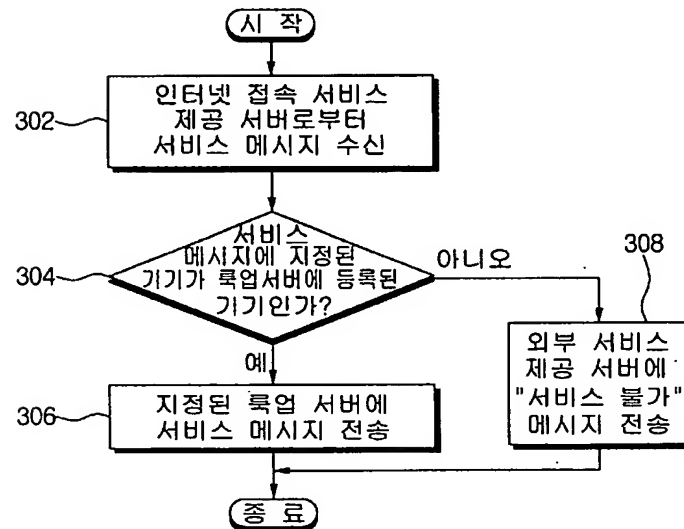 시 작
302
인터넷 접속 서비스
제공 서버로부터
서비스 메시지 수신
304
서비스
메시지에 지정된
기기가 룩업서버에 등록된
기기인가?
아니오
308
예
306
지정된 룩업 서버에
서비스 메시지 전송
외부 서비스
제공 서버에
"서비스 불가"
메시지 전송
종 료